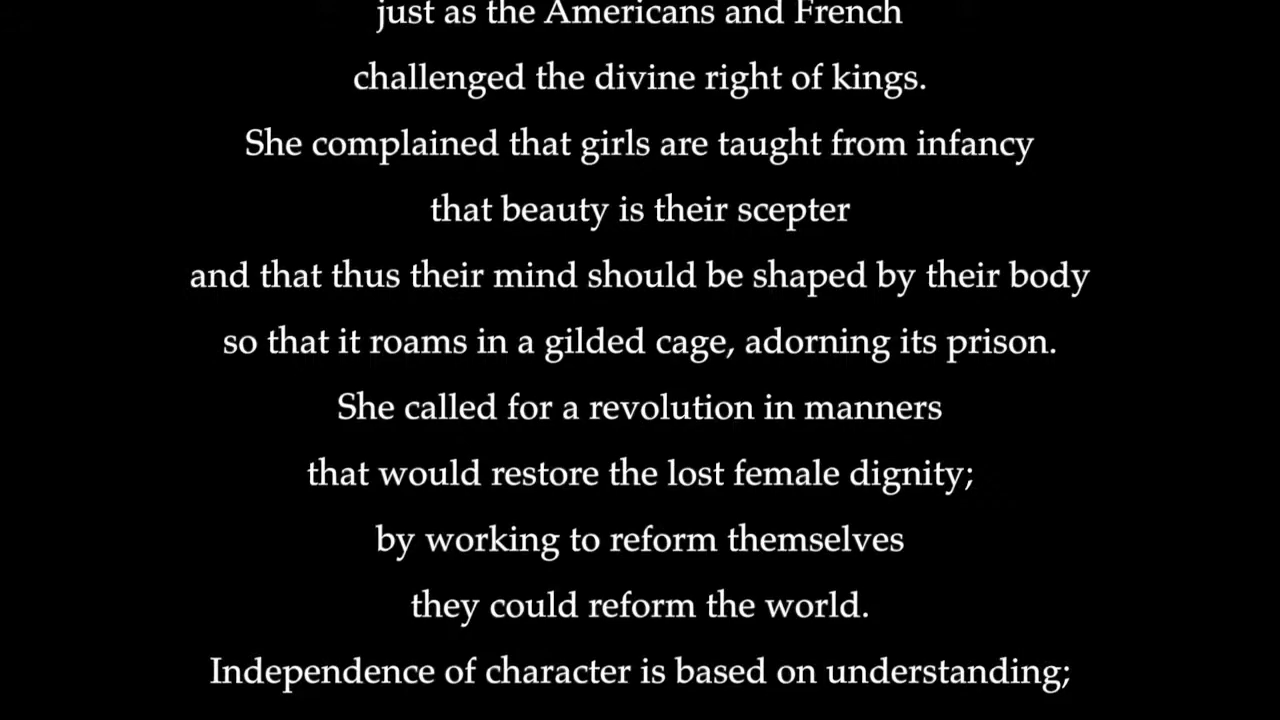 just as the Americans and French
challenged the divine right of kings.
She complained that girls are taught from infancy
that beauty is their scepter
and that thus their mind should be shaped by their body
so that it roams in a gilded cage, adorning its prison.
She called for a revolution in manners
that would restore the lost female dignity;
by working to reform themselves
they could reform the world.
Independence of character is based on understanding;